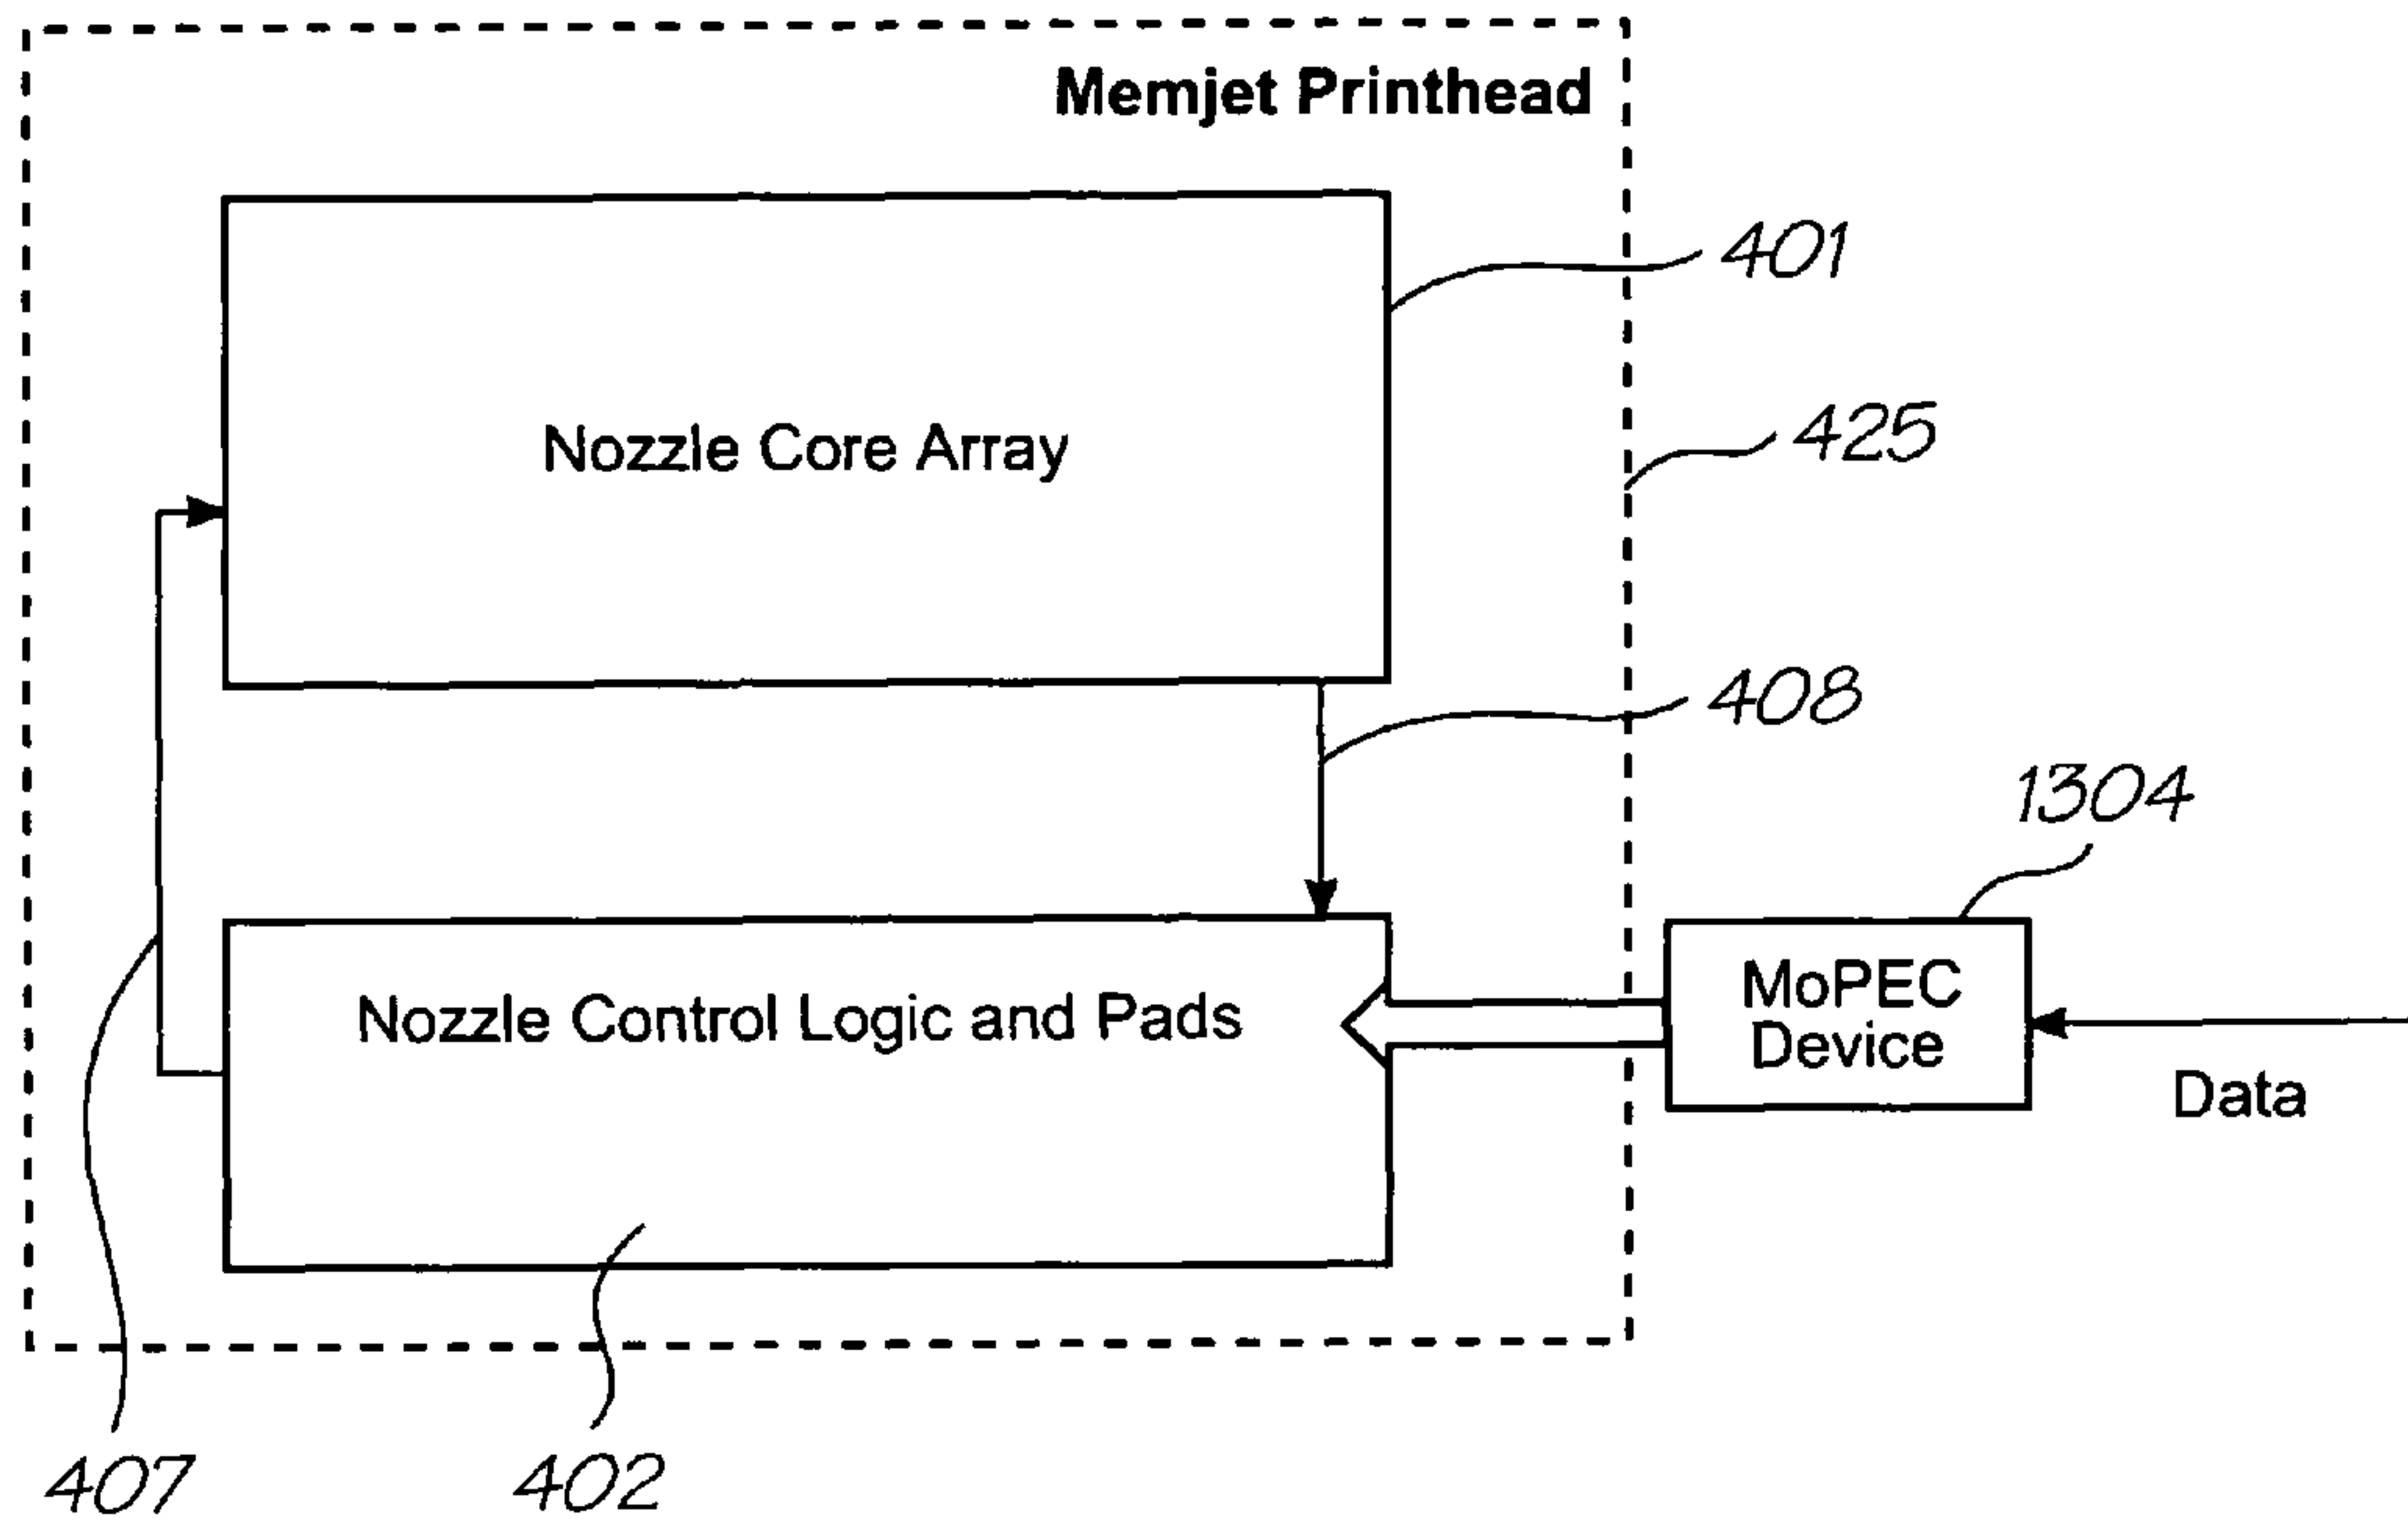 Memjet Printhead
401
425
Nozzle Core Array
408
1304
Nozzle Control Logic and Pads
MoPEC
Device
Data
407
402